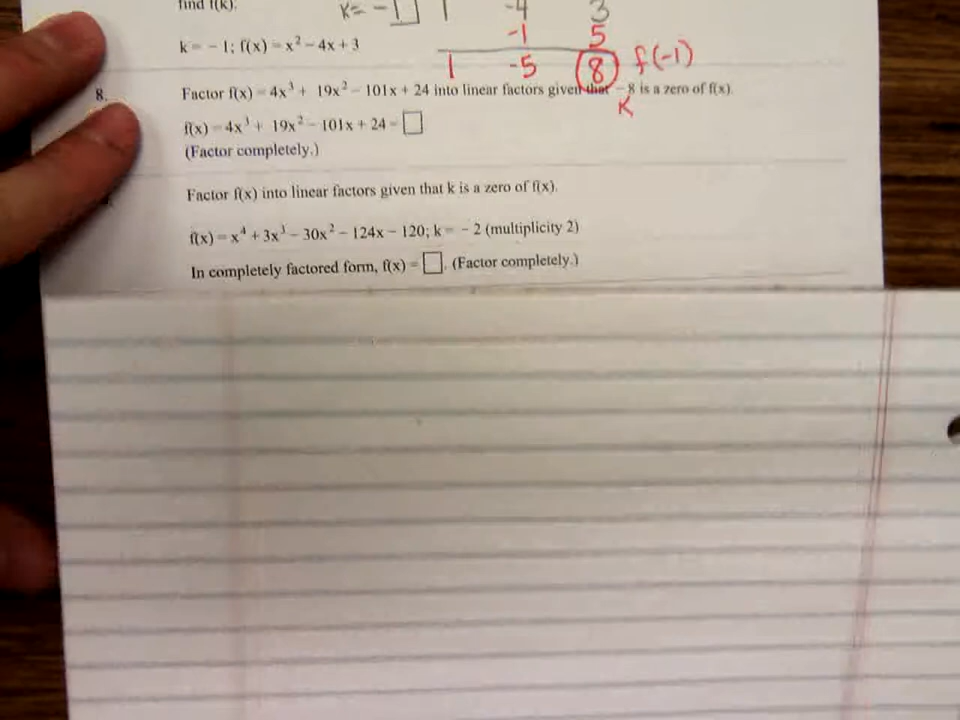 find f(k).
K= -1 1 -4 3
-1 5
k = − 1; f(x) = x² − 4x + 3
1 -5 8 f(-1)
8. Factor f(x) = 4x³ + 19x² − 101x + 24 into linear factors given that − 8 is a zero of f(x).
K
f(x) = 4x³ + 19x² − 101x + 24 =
(Factor completely.)
Factor f(x) into linear factors given that k is a zero of f(x).
f(x) = x⁴ + 3x³ − 30x² − 124x − 120; k = − 2 (multiplicity 2)
In completely factored form, f(x) = . (Factor completely.)